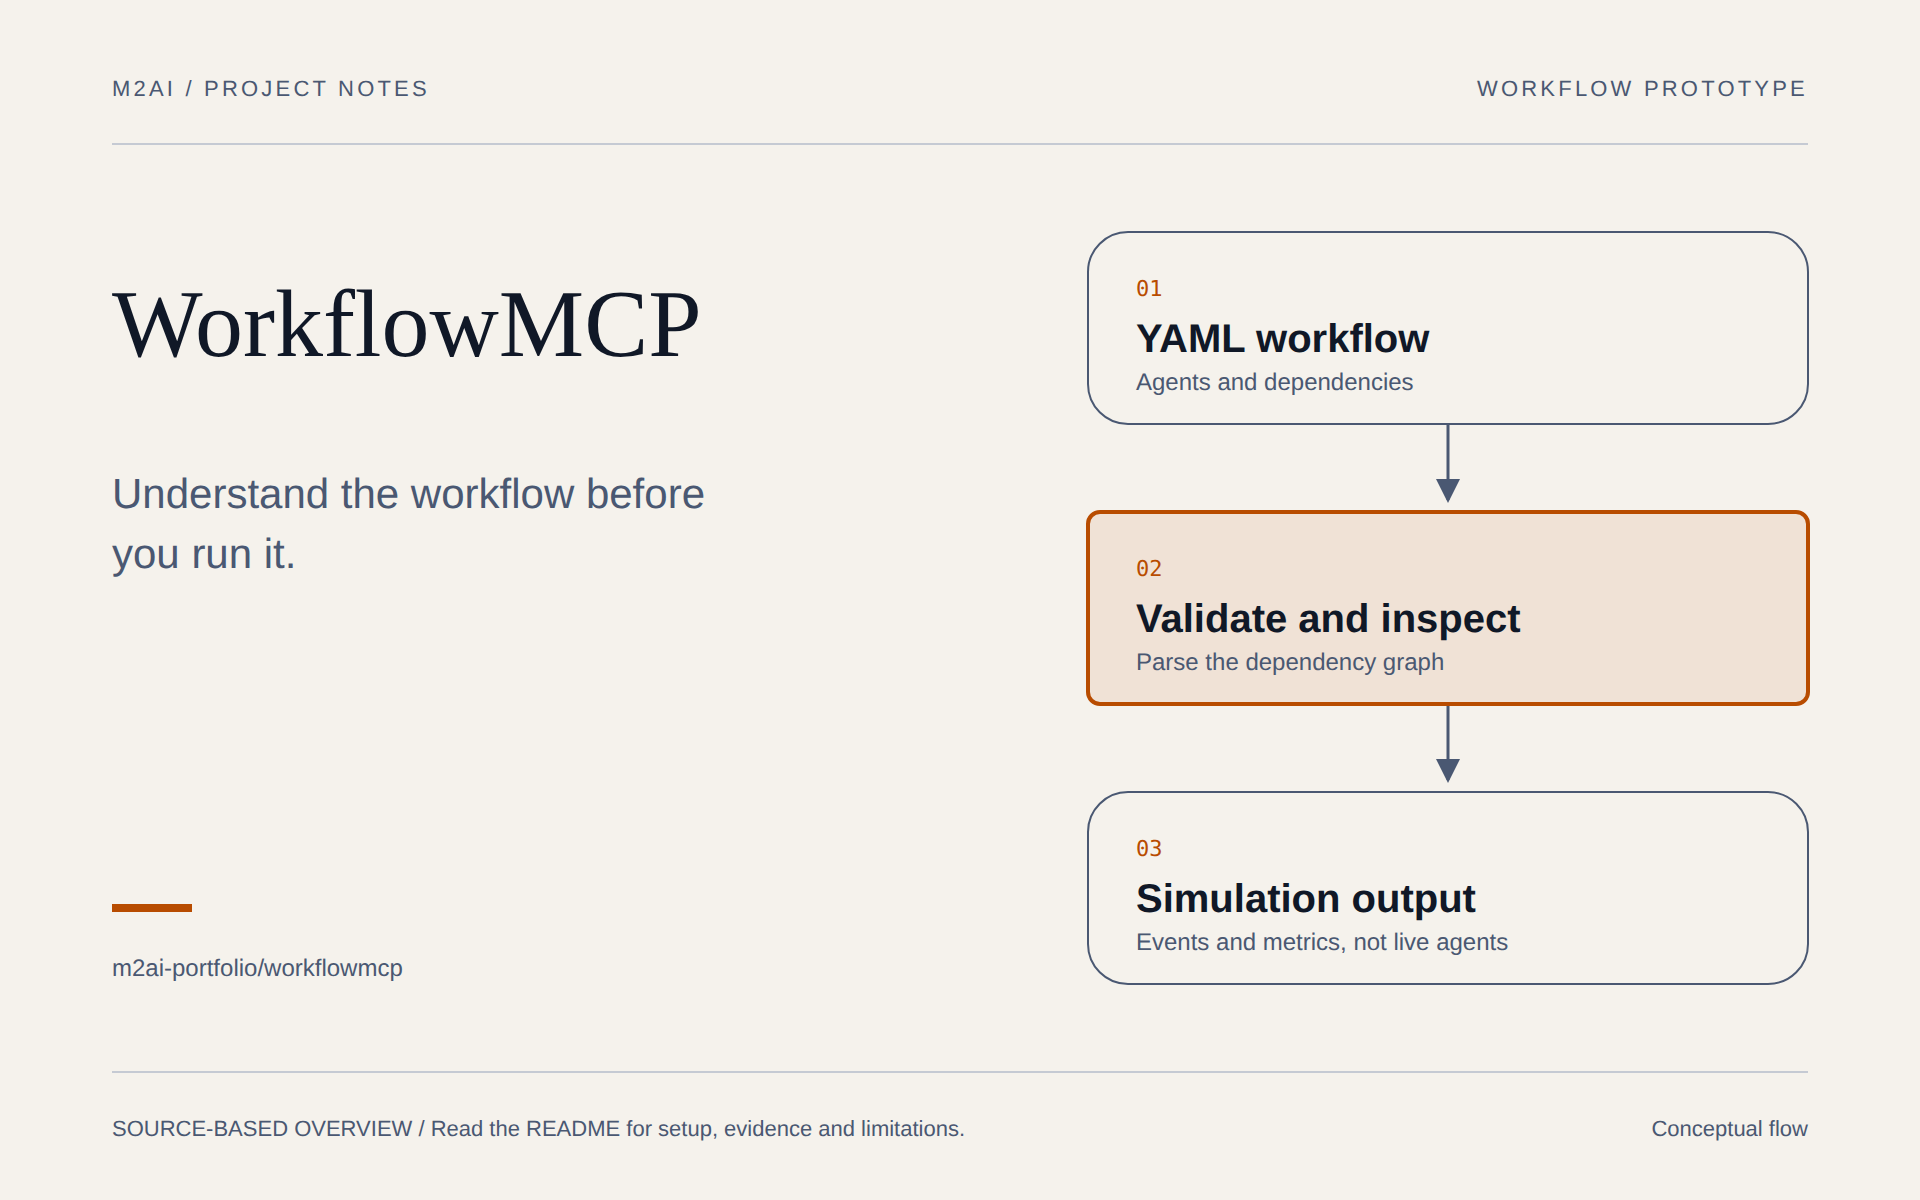 M2AI / PROJECT NOTES
WORKFLOW PROTOTYPE
WorkflowMCP
Understand the workflow before
you run it.
m2ai-portfolio/workflowmcp
01
YAML workflow
Agents and dependencies
02
Validate and inspect
Parse the dependency graph
03
Simulation output
Events and metrics, not live agents
SOURCE-BASED OVERVIEW / Read the README for setup, evidence and limitations.
Conceptual flow